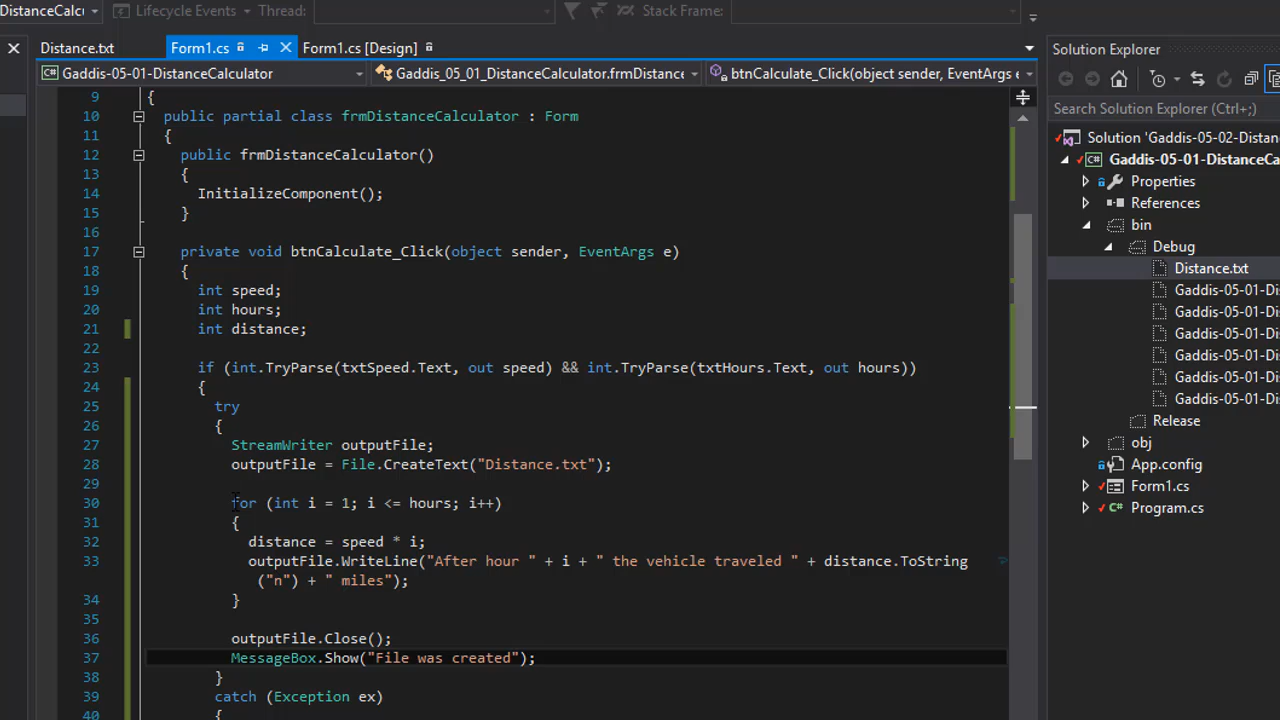 DistanceCalcu
Lifecycle Events
Thread:
Stack Frame:
Distance.txt
Form1.cs
Form1.cs [Design]
Gaddis-05-01-DistanceCalculator
Gaddis_05_01_DistanceCalculator.frmDistance
btnCalculate_Click(object sender, EventArgs e
9 {
10 public partial class frmDistanceCalculator : Form
11 {
12 public frmDistanceCalculator()
13 {
14 InitializeComponent();
15 }
16
17 private void btnCalculate_Click(object sender, EventArgs e)
18 {
19 int speed;
20 int hours;
21 int distance;
22
23 if (int.TryParse(txtSpeed.Text, out speed) && int.TryParse(txtHours.Text, out hours))
24 {
25 try
26 {
27 StreamWriter outputFile;
28 outputFile = File.CreateText("Distance.txt");
29
30 for (int i = 1; i <= hours; i++)
31 {
32 distance = speed * i;
33 outputFile.WriteLine("After hour " + i + " the vehicle traveled " + distance.ToString
("n") + " miles");
34 }
35
36 outputFile.Close();
37 MessageBox.Show("File was created");
38 }
39 catch (Exception ex)
40 {
Solution Explorer
Search Solution Explorer (Ctrl+;)
Solution 'Gaddis-05-02-Distan
Gaddis-05-01-DistanceCa
Properties
References
bin
Debug
Distance.txt
Gaddis-05-01-Di
Gaddis-05-01-Di
Gaddis-05-01-Di
Gaddis-05-01-Di
Gaddis-05-01-Di
Gaddis-05-01-Di
Release
obj
App.config
Form1.cs
Program.cs